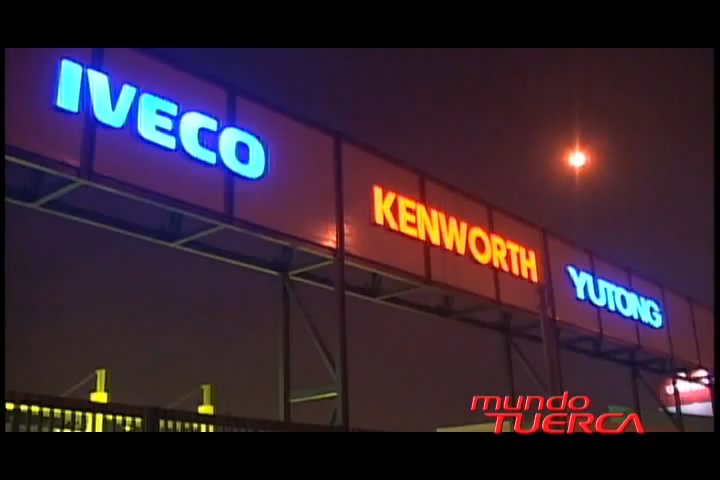 IVECO
KENWORTH
YUTONG
mundo
TUERCA